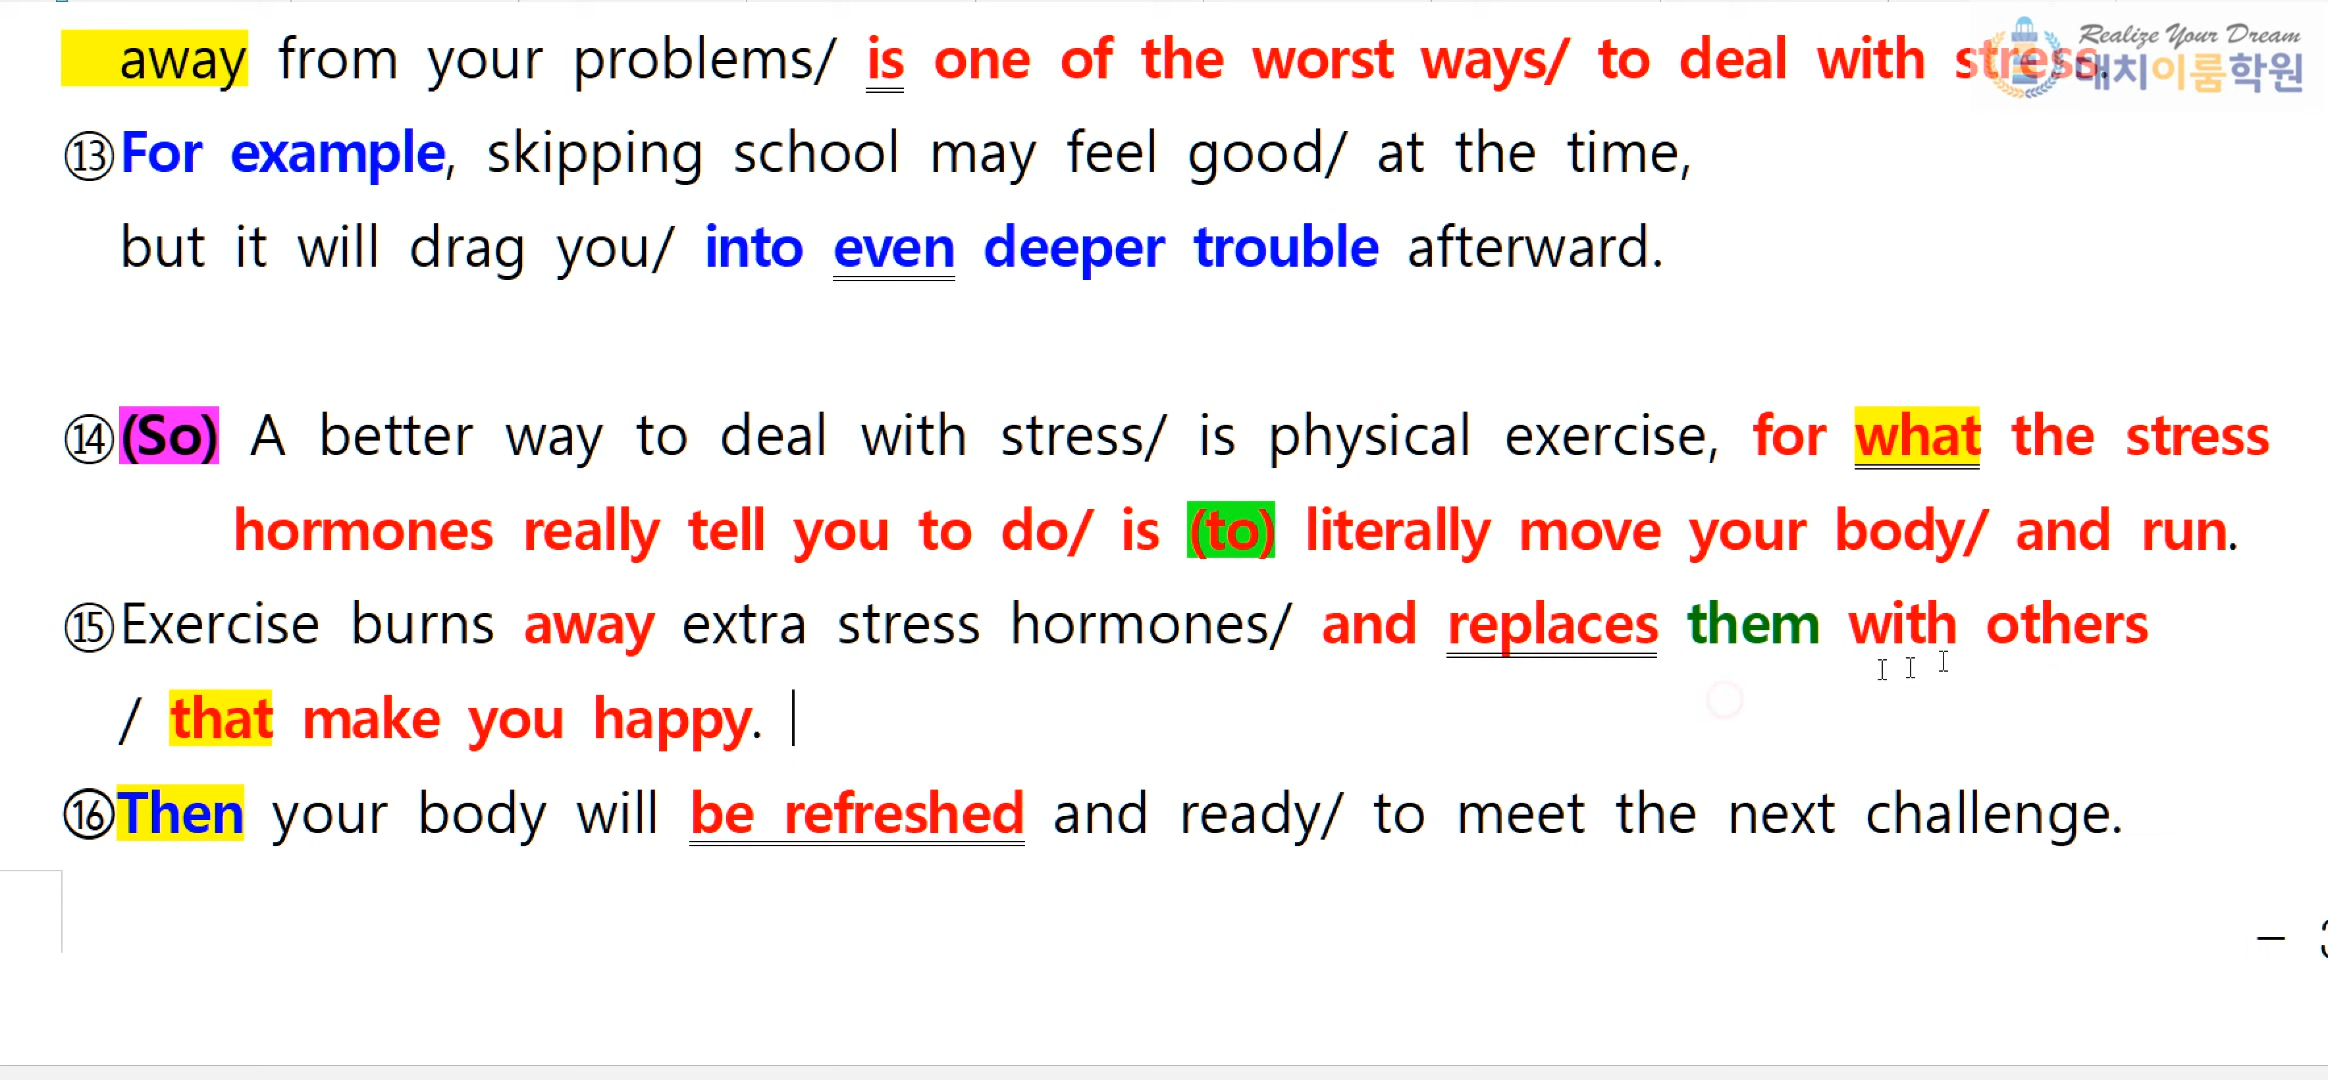 away from your problems/ is one of the worst ways/ to deal with stress.
Realize Your Dream
대치이룸학원
⑬For example, skipping school may feel good/ at the time,
but it will drag you/ into even deeper trouble afterward.
⑭(So) A better way to deal with stress/ is physical exercise, for what the stress
hormones really tell you to do/ is (to) literally move your body/ and run.
⑮Exercise burns away extra stress hormones/ and replaces them with others
/ that make you happy.
⑯Then your body will be refreshed and ready/ to meet the next challenge.